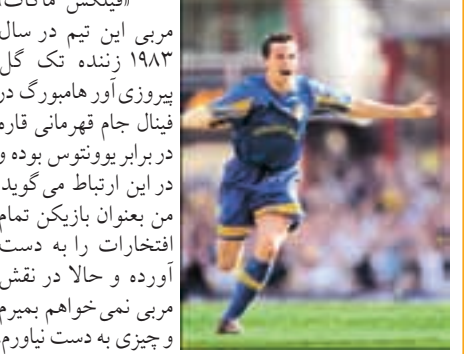 «فیلکس ماگات»
مربی این تیم در سال
۱۹۸۳ زننده تک گل
پیروزی‌آور هامبورگ در
فینال جام قهرمانی قاره
در برابر یوونتوس بوده و
در این ارتباط می‌گوید:
من بعنوان بازیکن تمام
افتخارات را به دست
آورده و حالا در نقش
مربی نمی‌خواهم بمیرم
و چیزی به دست نیاورم.